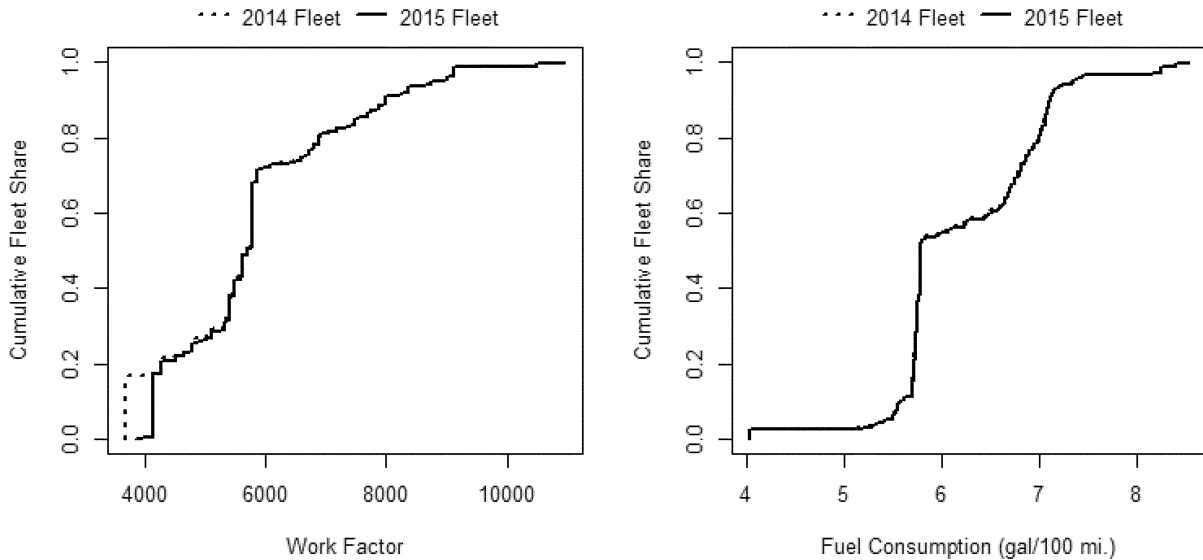 2014 Fleet 2015 Fleet
Cumulative Fleet Share
1.0
0.8
0.6
0.4
0.2
0.0
4000 6000 8000 10000
Work Factor
2014 Fleet 2015 Fleet
Cumulative Fleet Share
1.0
0.8
0.6
0.4
0.2
0.0
4 5 6 7 8
Fuel Consumption (gal/100 mi.)